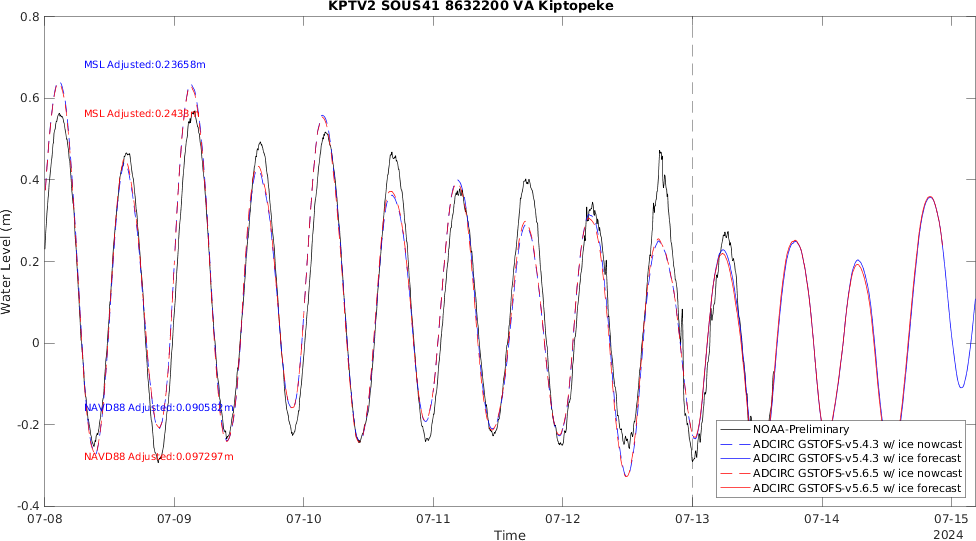 KPTV2 SOUS41 8632200 VA Kiptopeke
0.8
0.6
0.4
0.2
0
-0.2
-0.4
Water Level (m)
MSL Adjusted:0.23658m
MSL Adjusted:0.2433
NAVD88 Adjusted:0.090582m
NAVD88 Adjusted:0.097297m
NOAA-Preliminary
ADCIRC GSTOFS-v5.4.3 w/ ice nowcast
ADCIRC GSTOFS-v5.4.3 w/ ice forecast
ADCIRC GSTOFS-v5.6.5 w/ ice nowcast
ADCIRC GSTOFS-v5.6.5 w/ ice forecast
07-08 07-09 07-10 07-11 07-12 07-13 07-14 07-15
Time 2024